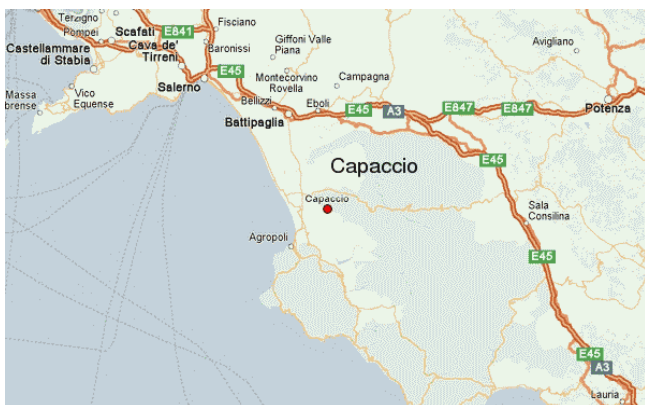 Terzigno
Pompei
Scafati
E841
Fisciano
Castellammare
di Stabia
Cava de'
Tirreni
Baronissi
Giffoni Valle
Piana
Avigliano
E45
Salerno
Montecorvino
Rovella
Campagna
Massa
brense
Vico
Equense
Bellizzi
Eboli
E45
A3
E847
E847
Potenza
Battipaglia
Capaccio
E45
Capaccio
Sala
Consilina
Agropoli
E45
E45
A3
Lauria